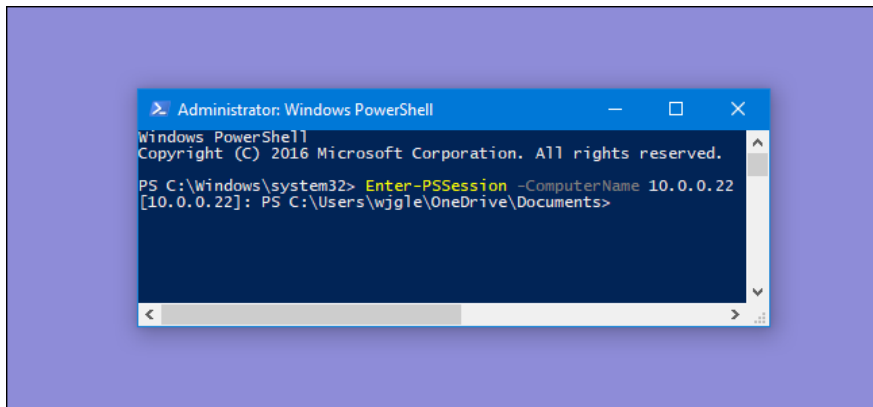 Administrator: Windows PowerShell
Windows PowerShell
Copyright (C) 2016 Microsoft Corporation. All rights reserved.
PS C:\Windows\system32> Enter-PSSession -ComputerName 10.0.0.22
[10.0.0.22]: PS C:\Users\wjgle\OneDrive\Documents>